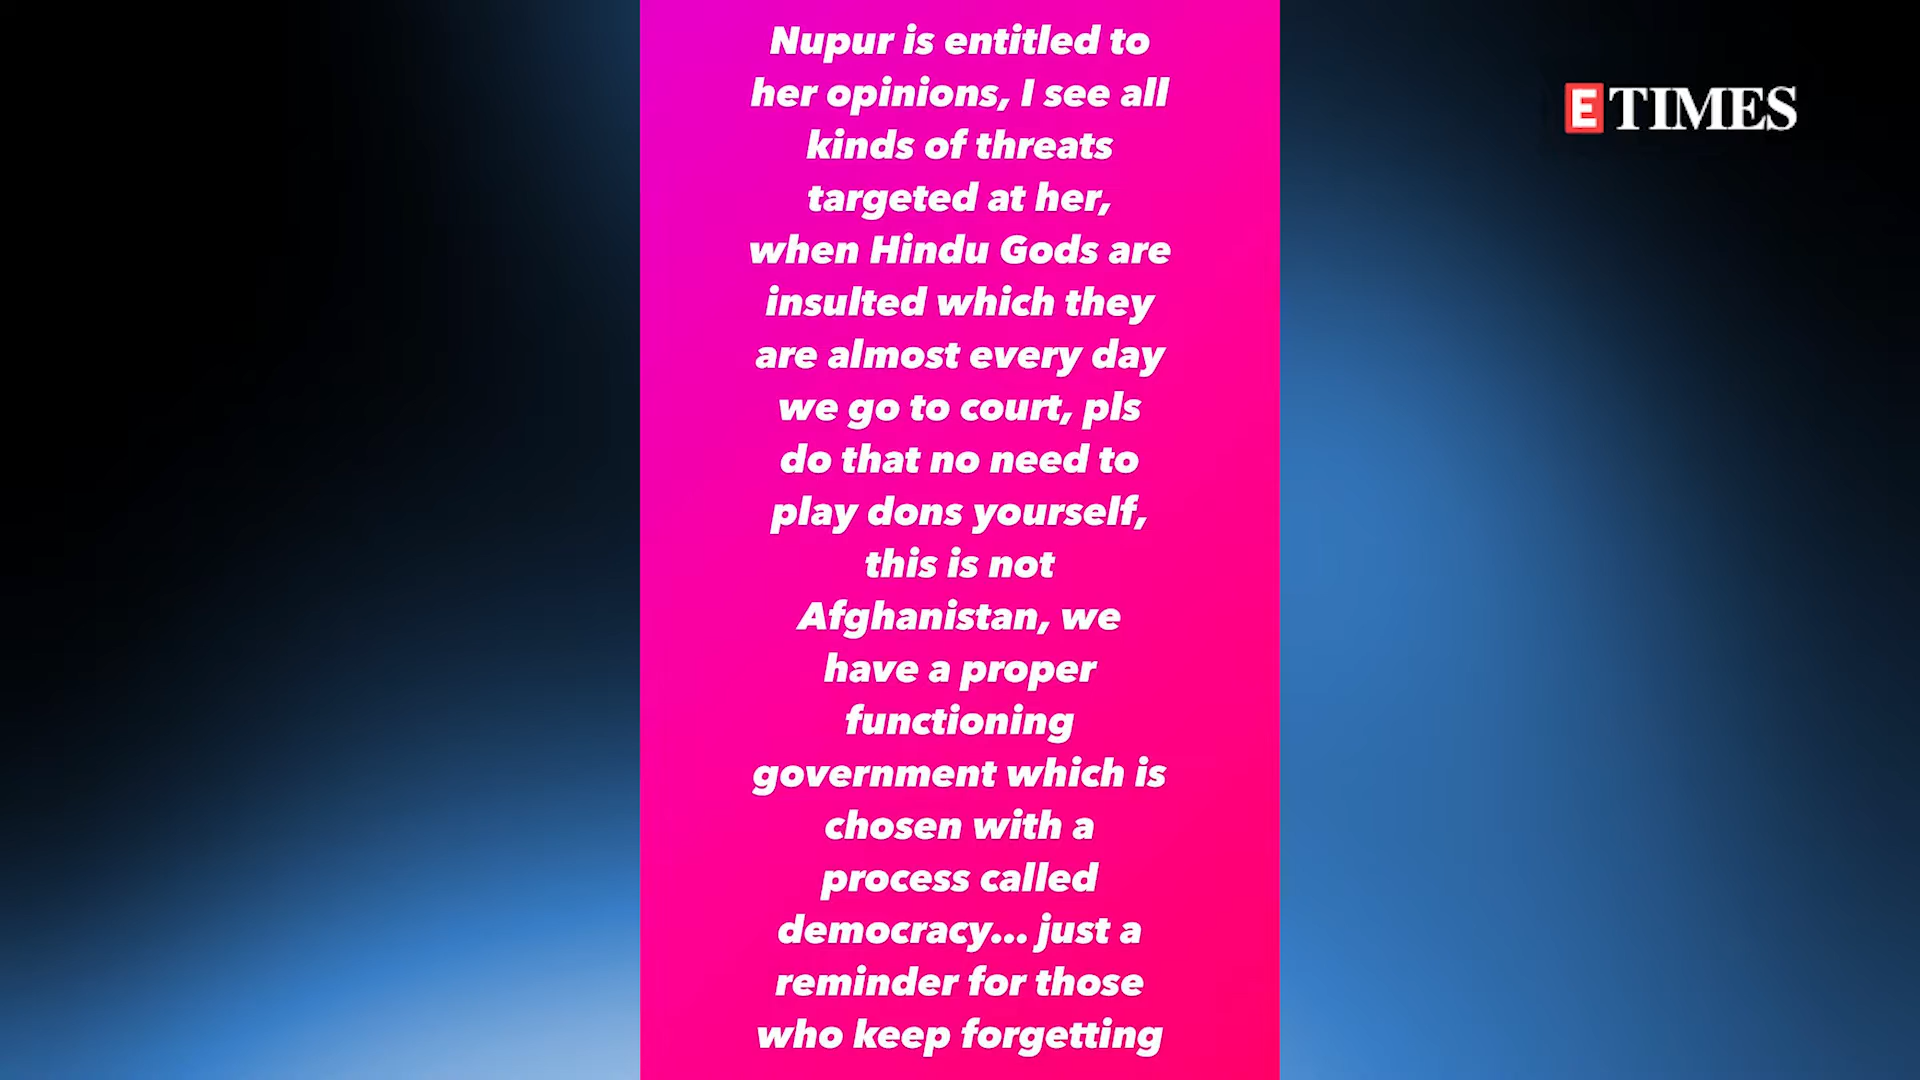 Nupur is entitled to
her opinions, I see all
kinds of threats
targeted at her,
when Hindu Gods are
insulted which they
are almost every day
we go to court, pls
do that no need to
play dons yourself,
this is not
Afghanistan, we
have a proper
functioning
government which is
chosen with a
process called
democracy... just a
reminder for those
who keep forgetting
ETIMES